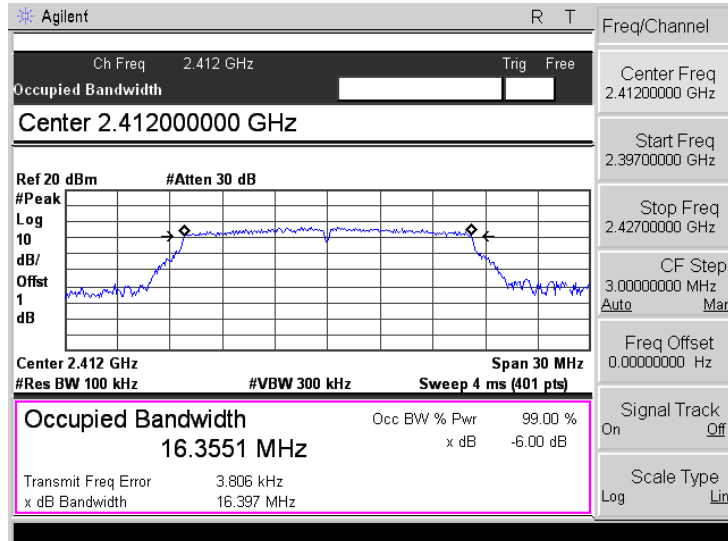 Agilent R T
Ch Freq 2.412 GHz Trig Free
Occupied Bandwidth
Center 2.412000000 GHz
Ref 20 dBm #Atten 30 dB
#Peak
Log
10
dB/
Offst
1
dB
Center 2.412 GHz Span 30 MHz
#Res BW 100 kHz #VBW 300 kHz Sweep 4 ms (401 pts)
Occupied Bandwidth Occ BW % Pwr 99.00 %
16.3551 MHz x dB -6.00 dB
Transmit Freq Error 3.806 kHz
x dB Bandwidth 16.397 MHz
Freq/Channel
Center Freq
2.41200000 GHz
Start Freq
2.39700000 GHz
Stop Freq
2.42700000 GHz
CF Step
3.00000000 MHz
Auto Man
Freq Offset
0.00000000 Hz
Signal Track
On Off
Scale Type
Log Lin